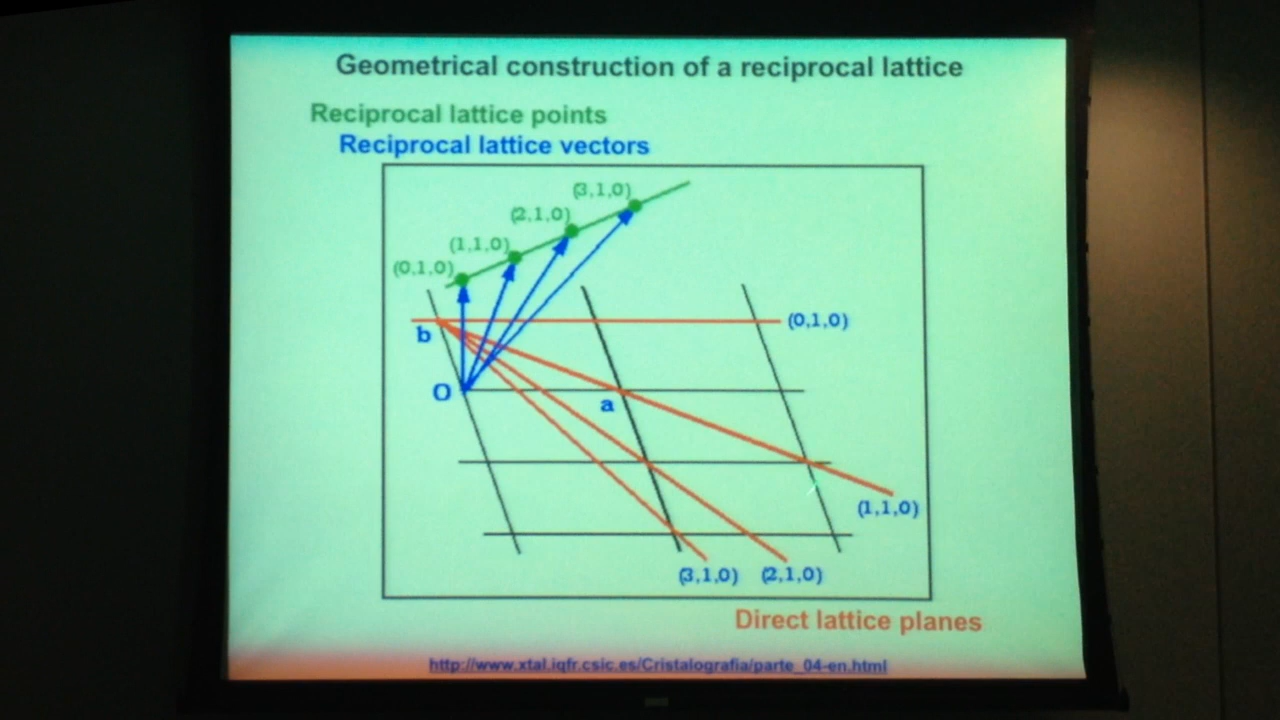 Geometrical construction of a reciprocal lattice
Reciprocal lattice points
Reciprocal lattice vectors
(3,1,0)
(2,1,0)
(1,1,0)
(0,1,0)
(0,1,0)
b
O
a
(1,1,0)
(3,1,0) (2,1,0)
Direct lattice planes
http://www.xtal.iqfr.csic.es/Cristalografia/parte_04-en.html